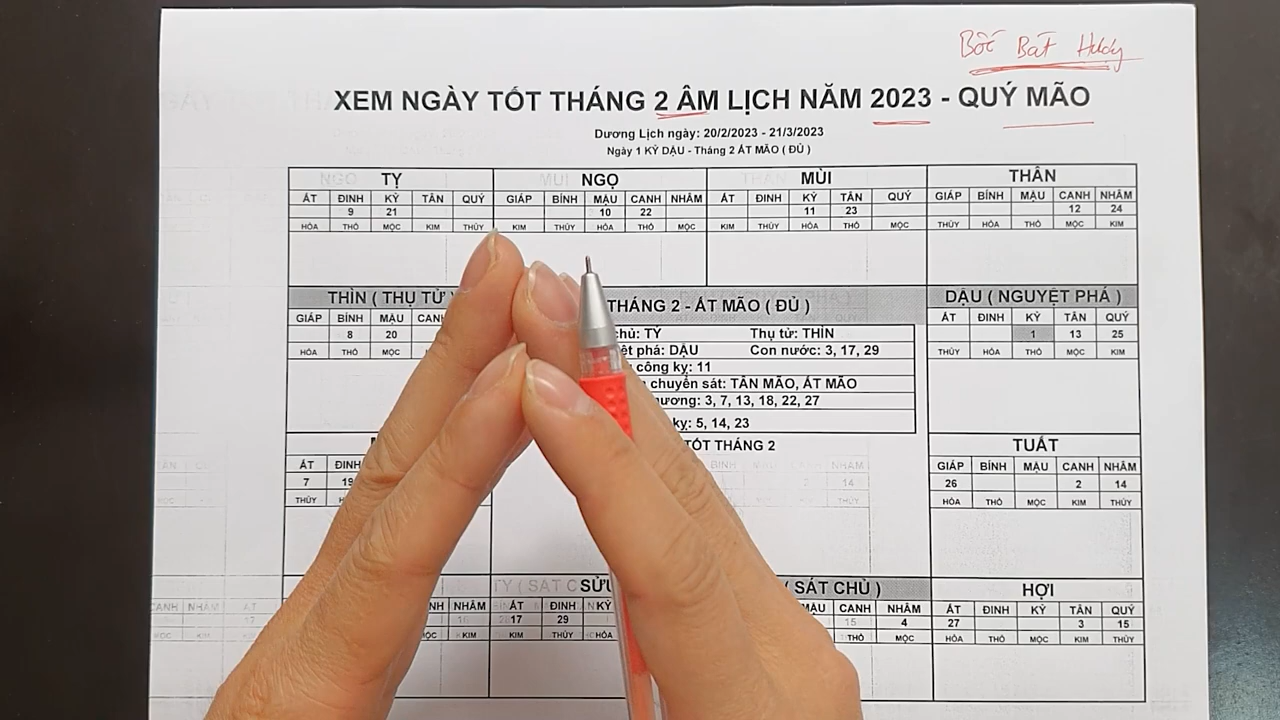 Bốc Bát
XEM NGÀY TỐT THÁNG 2 ÂM LỊCH NĂM 2023 - QUÝ MÃO
Dương Lịch ngày: 20/2/2023 - 21/3/2023
Ngày 1 KỶ DẬU - Tháng 2 ẤT MÃO ( ĐỦ )
TỴ NGỌ MÙI THÂN
ẤT ĐINH KỶ TÂN QUÝ GIÁP BÍNH MẬU CANH NHÂM ẤT ĐINH KỶ TÂN QUÝ GIÁP BÍNH MẬU CANH NHÂM
9 21 10 22 11 23 12 24
HỎA THỔ MỘC KIM THỦY KIM THỦY HỎA THỔ MỘC KIM THỦY HỎA THỔ MỘC THỦY HỎA THỔ MỘC KIM
THÌN ( THỤ TỬ THÁNG 2 - ẤT MÃO ( ĐỦ ) DẬU ( NGUYỆT PHÁ )
GIÁP BÍNH MẬU ẤT ĐINH KỶ TÂN QUÝ
8 20 1 13 25
HỎA THỔ MỘC THỦY HỎA THỔ MỘC KIM
chủ: TÝ Thụ tử: THÌN
phá: DẬU Con nước: 3, 17, 29
công kỵ: 11
chuyển sát: TÂN MÃO, ẤT MÃO
ương: 3, 7, 13, 18, 22, 27
kỵ: 5, 14, 23
TỐT THÁNG 2 TUẤT
ẤT ĐINH GIÁP BÍNH MẬU CANH NHÂM
7 19 26 2 14
THỦY HỎA THỔ MỘC KIM THỦY
SỬU ( SÁT CHỦ ) HỢI
NHÂM ẤT ĐINH KỶ MẬU CANH NHÂM ẤT ĐINH KỶ TÂN QUÝ
17 29 4 27 3 15
MỘC KIM KIM THỦY HỎA THỔ MỘC HỎA THỔ MỘC KIM THỦY